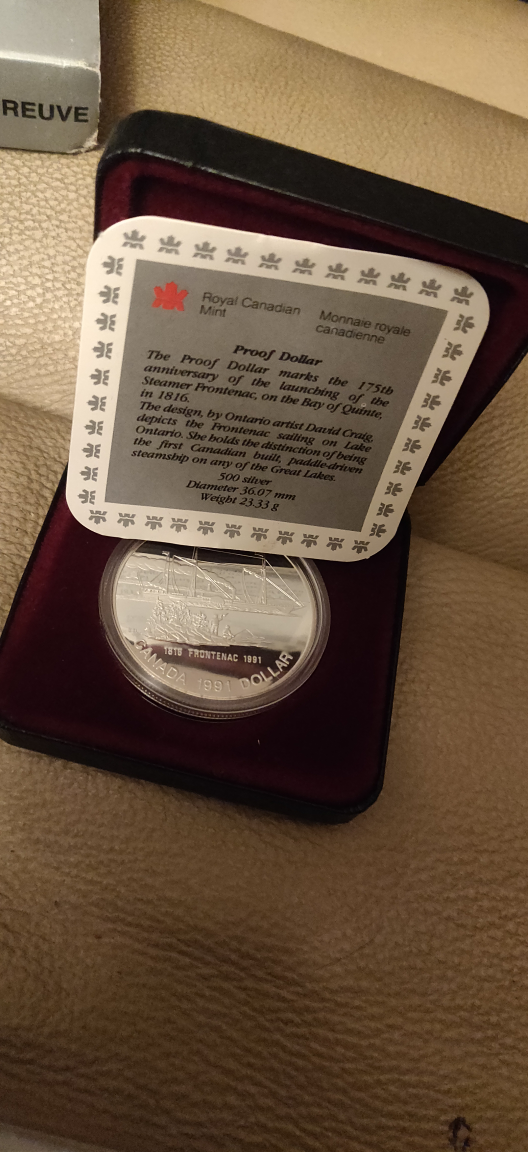 REUVE
Royal Canadian
Mint
Monnaie royale
canadienne
Proof Dollar
The Proof Dollar marks the 175th
anniversary of the launching of the
Steamer Frontenac, on the Bay of Quinte,
in 1816.
The design, by Ontario artist David Craig,
depicts the Frontenac sailing on Lake
Ontario. She holds the distinction of being
the first Canadian built, paddle-driven
steamship on any of the Great Lakes.
500 silver
Diameter 36.07 mm
Weight 23.33 g
1816 FRONTENAC 1991
CANADA 1991 DOLLAR